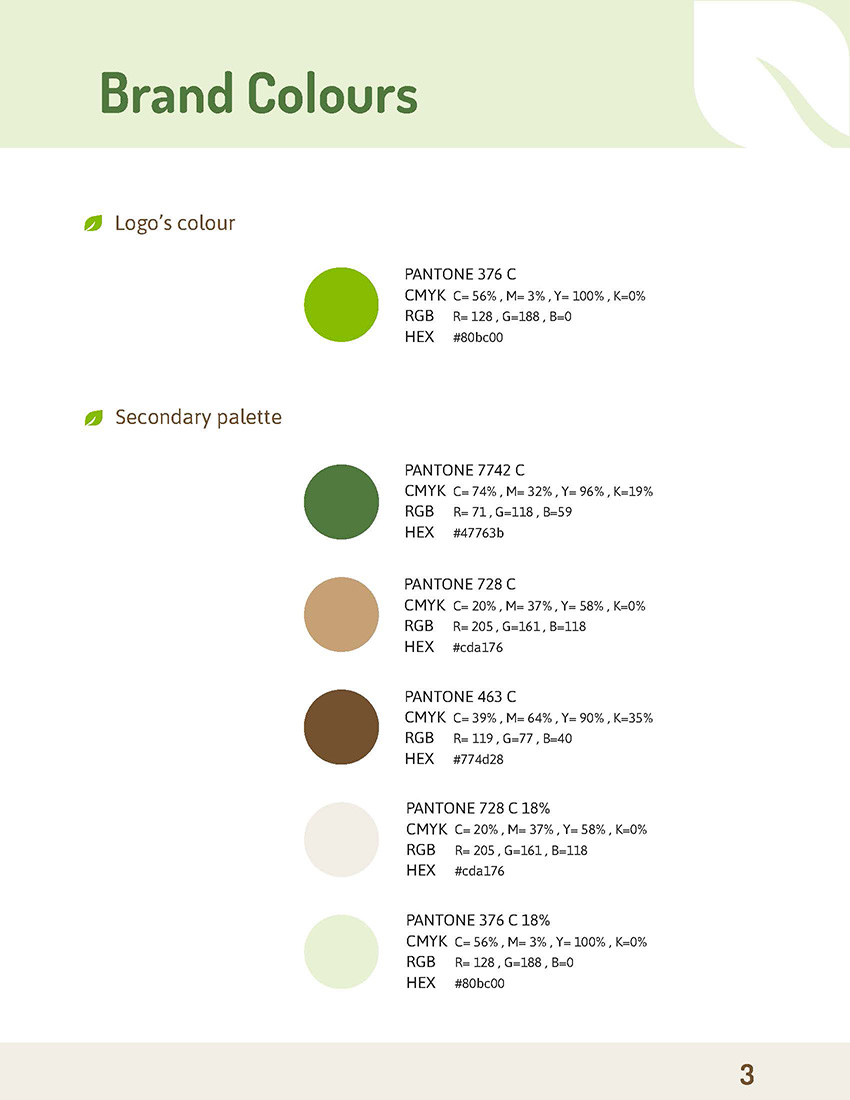 Brand Colours
Logo’s colour
PANTONE 376 C
CMYK C= 56% , M= 3% , Y= 100% , K=0%
RGB R= 128 , G=188 , B=0
HEX #80bc00
Secondary palette
PANTONE 7742 C
CMYK C= 74% , M= 32% , Y= 96% , K=19%
RGB R= 71 , G=118 , B=59
HEX #47763b
PANTONE 728 C
CMYK C= 20% , M= 37% , Y= 58% , K=0%
RGB R= 205 , G=161 , B=118
HEX #cda176
PANTONE 463 C
CMYK C= 39% , M= 64% , Y= 90% , K=35%
RGB R= 119 , G=77 , B=40
HEX #774d28
PANTONE 728 C 18%
CMYK C= 20% , M= 37% , Y= 58% , K=0%
RGB R= 205 , G=161 , B=118
HEX #cda176
PANTONE 376 C 18%
CMYK C= 56% , M= 3% , Y= 100% , K=0%
RGB R= 128 , G=188 , B=0
HEX #80bc00
3